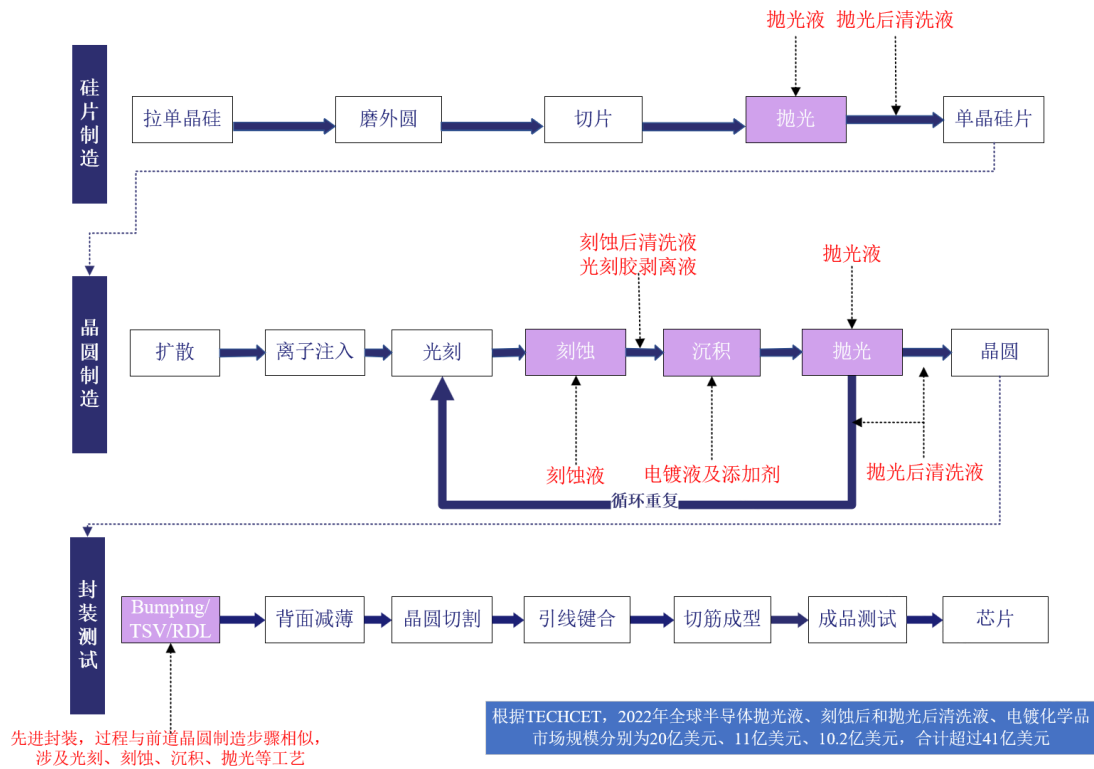 抛光液
抛光后清洗液
硅片制造
拉单晶硅
磨外圆
切片
抛光
单晶硅片
刻蚀后清洗液
光刻胶剥离液
抛光液
晶圆制造
扩散
离子注入
光刻
刻蚀
沉积
抛光
晶圆
刻蚀液
电镀液及添加剂
抛光后清洗液
循环重复
封装测试
Bumping/
TSV/RDL
背面减薄
晶圆切割
引线键合
切筋成型
成品测试
芯片
先进封装，过程与前道晶圆制造步骤相似，
涉及光刻、刻蚀、沉积、抛光等工艺
根据TECHCET，2022年全球半导体抛光液、刻蚀后和抛光后清洗液、电镀化学品
市场规模分别为20亿美元、11亿美元、10.2亿美元，合计超过41亿美元